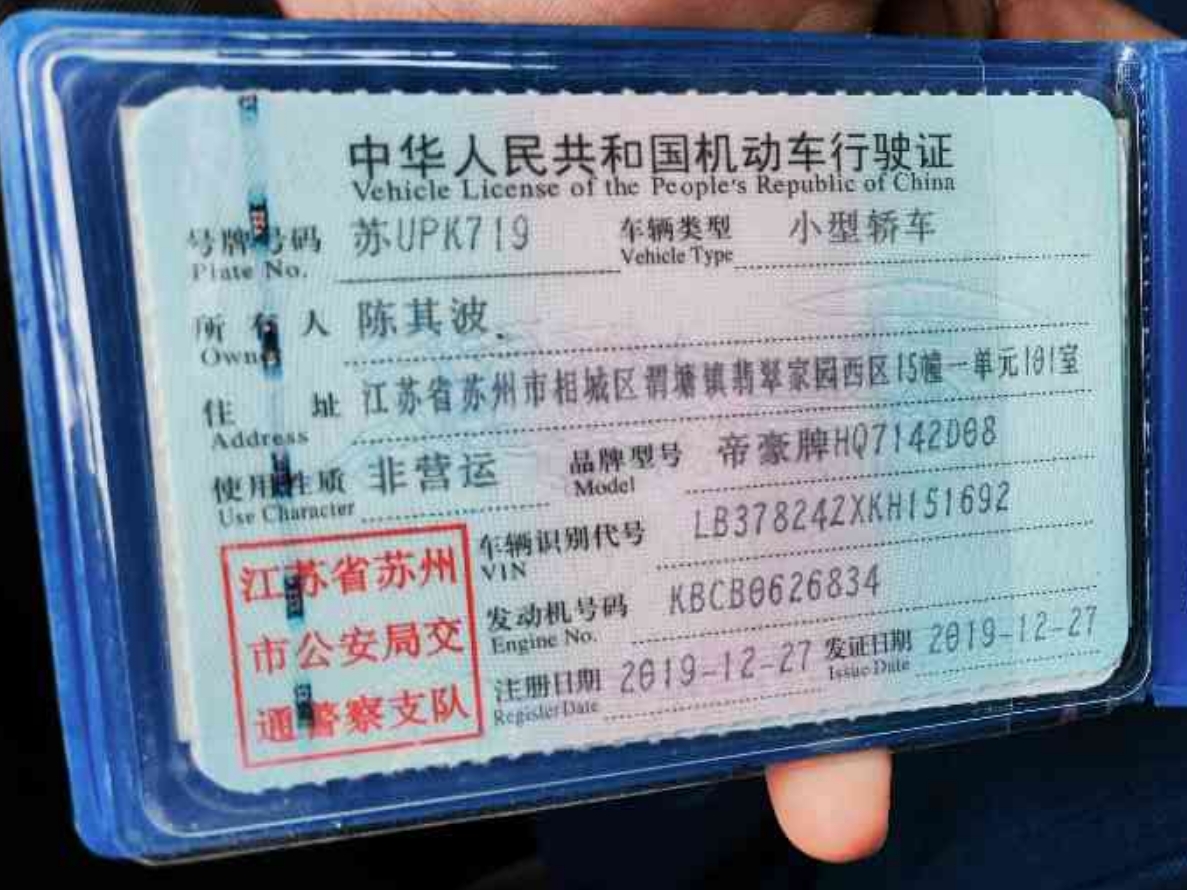 中华人民共和国机动车行驶证
Vehicle License of the People's Republic of China
号牌号码 苏UPK719 车辆类型 小型轿车
Plate No. Vehicle Type
所有人 陈其波
Owner
住址 江苏省苏州市相城区渭塘镇翡翠家园西区15幢一单元101室
Address
使用性质 非营运 品牌型号 帝豪牌HQ7142D08
Use Character Model
车辆识别代号 LB378242XKH151692
VIN
发动机号码 KBCB0626834
Engine No.
注册日期 2019-12-27 发证日期 2019-12-27
Register Date Issue Date
江苏省苏州
市公安局交
通警察支队